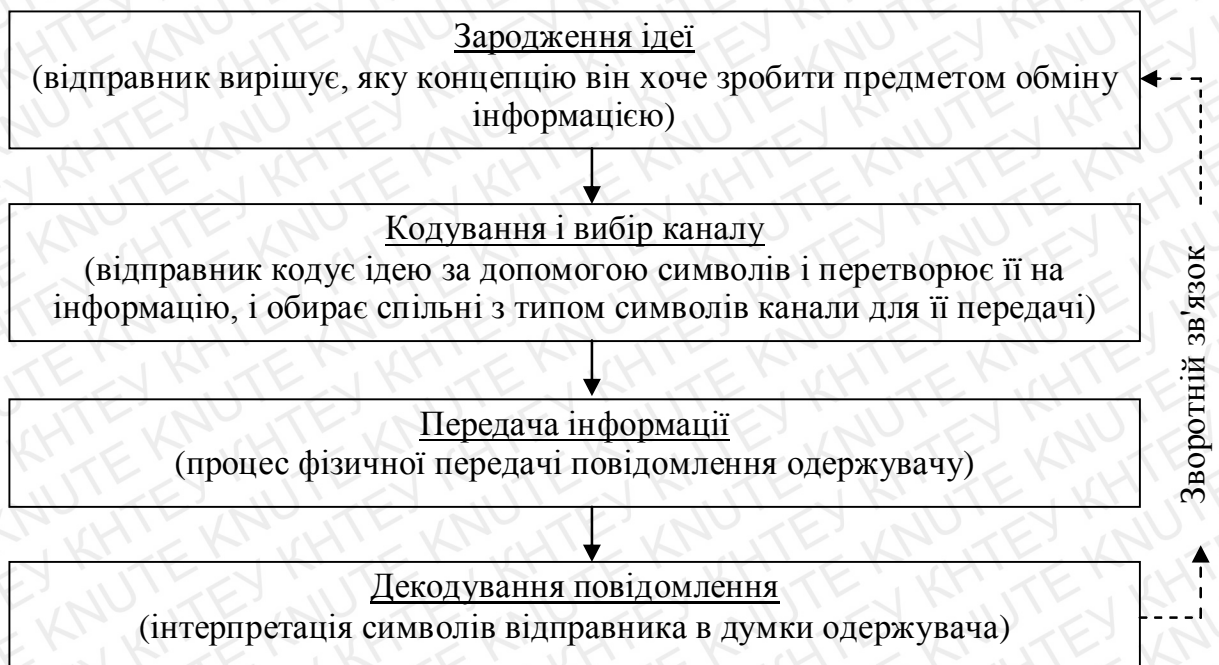 Зародження ідеї
(відправник вирішує, яку концепцію він хоче зробити предметом обміну
інформацією)
Кодування і вибір каналу
(відправник кодує ідею за допомогою символів і перетворює її на
інформацію, і обирає спільні з типом символів канали для її передачі)
Передача інформації
(процес фізичної передачі повідомлення одержувачу)
Декодування повідомлення
(інтерпретація символів відправника в думки одержувача)
Зворотній зв'язок